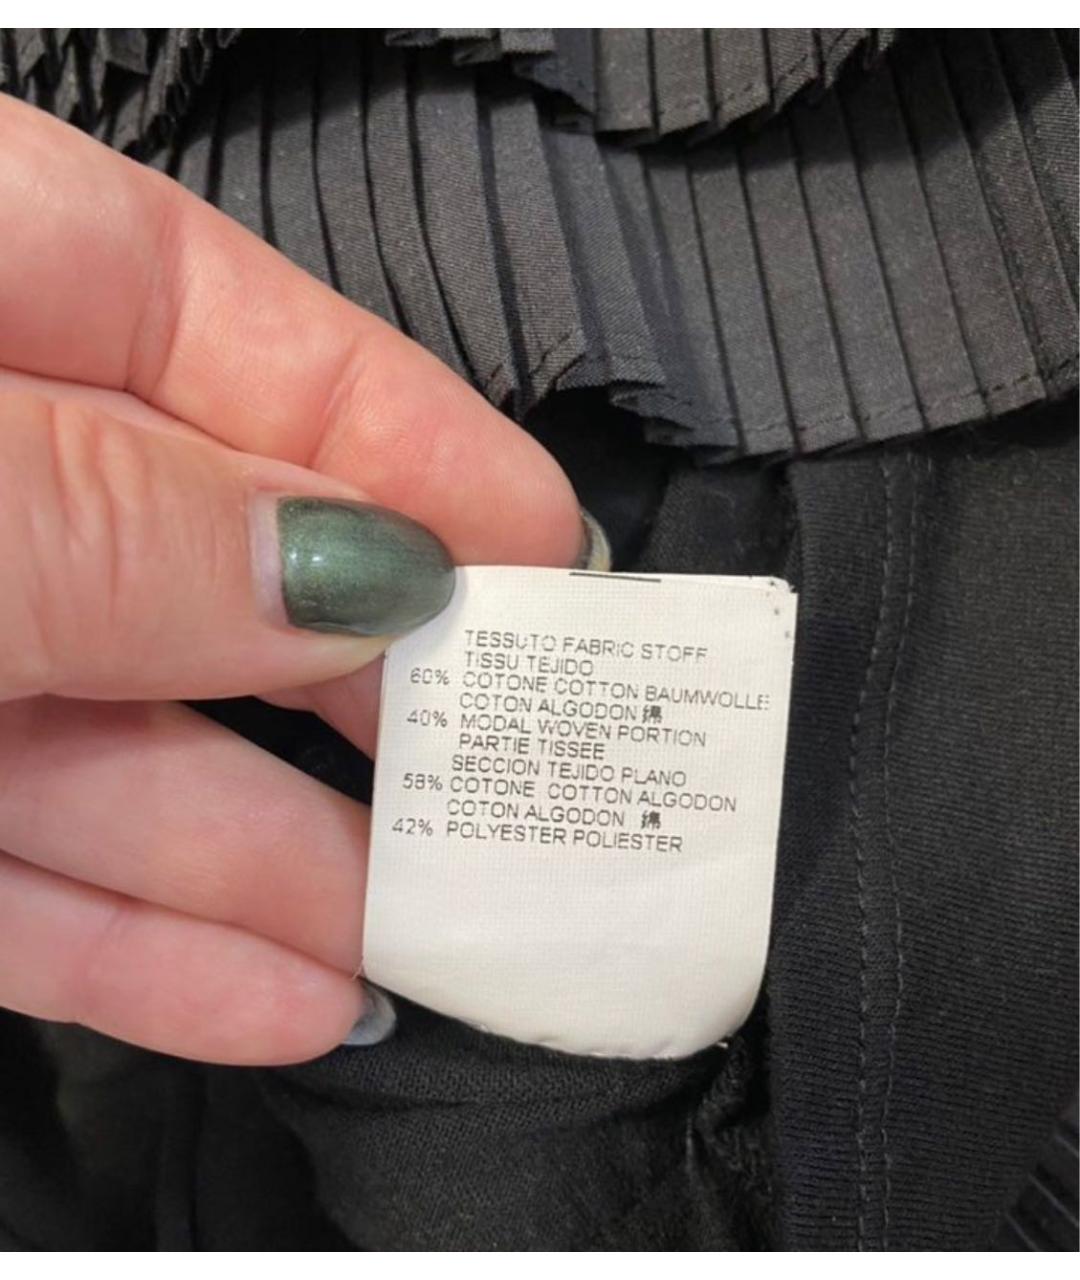 TESSUTO FABRIC STOFF
TISSU TEJIDO
60% COTONE COTTON BAUMWOLLE
COTON ALGODON 綿
40% MODAL WOVEN PORTION
PARTIE TISSEE
SECCION TEJIDO PLANO
58% COTONE COTTON ALGODON
COTON ALGODON 綿
42% POLYESTER POLIESTER